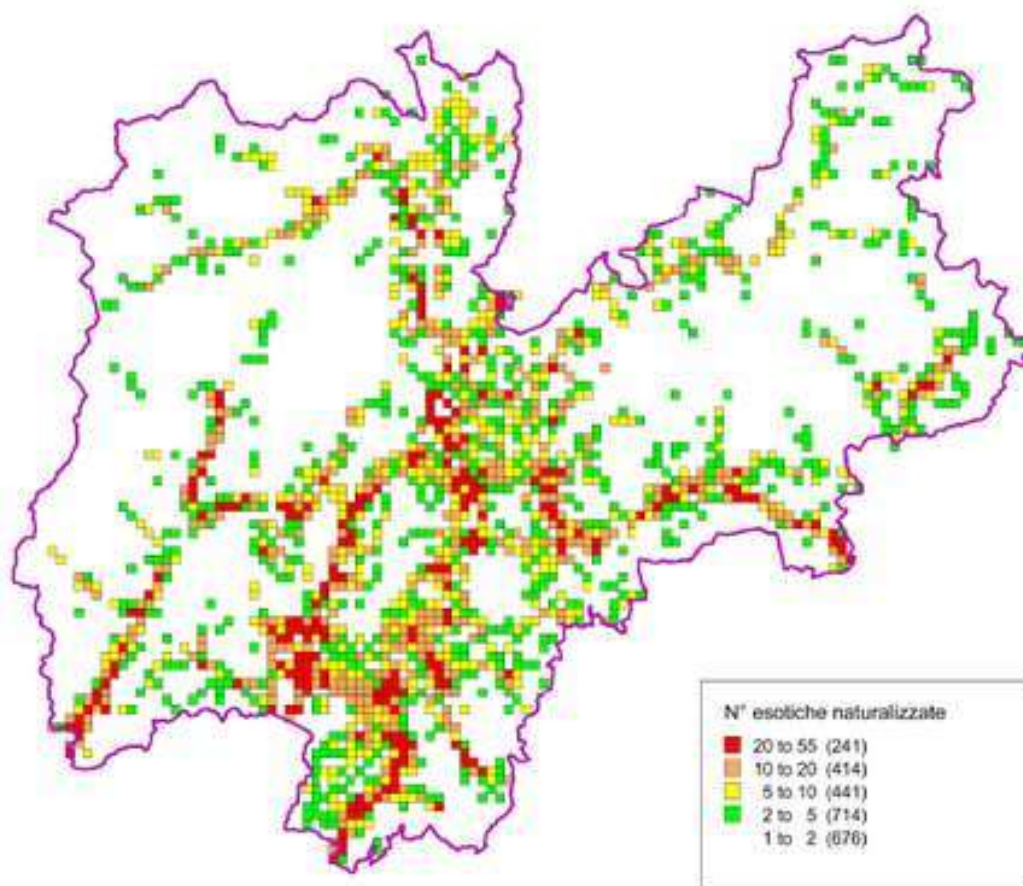 N° esotiche naturalizzate
20 to 55 (241)
10 to 20 (414)
5 to 10 (441)
2 to 5 (714)
1 to 2 (676)